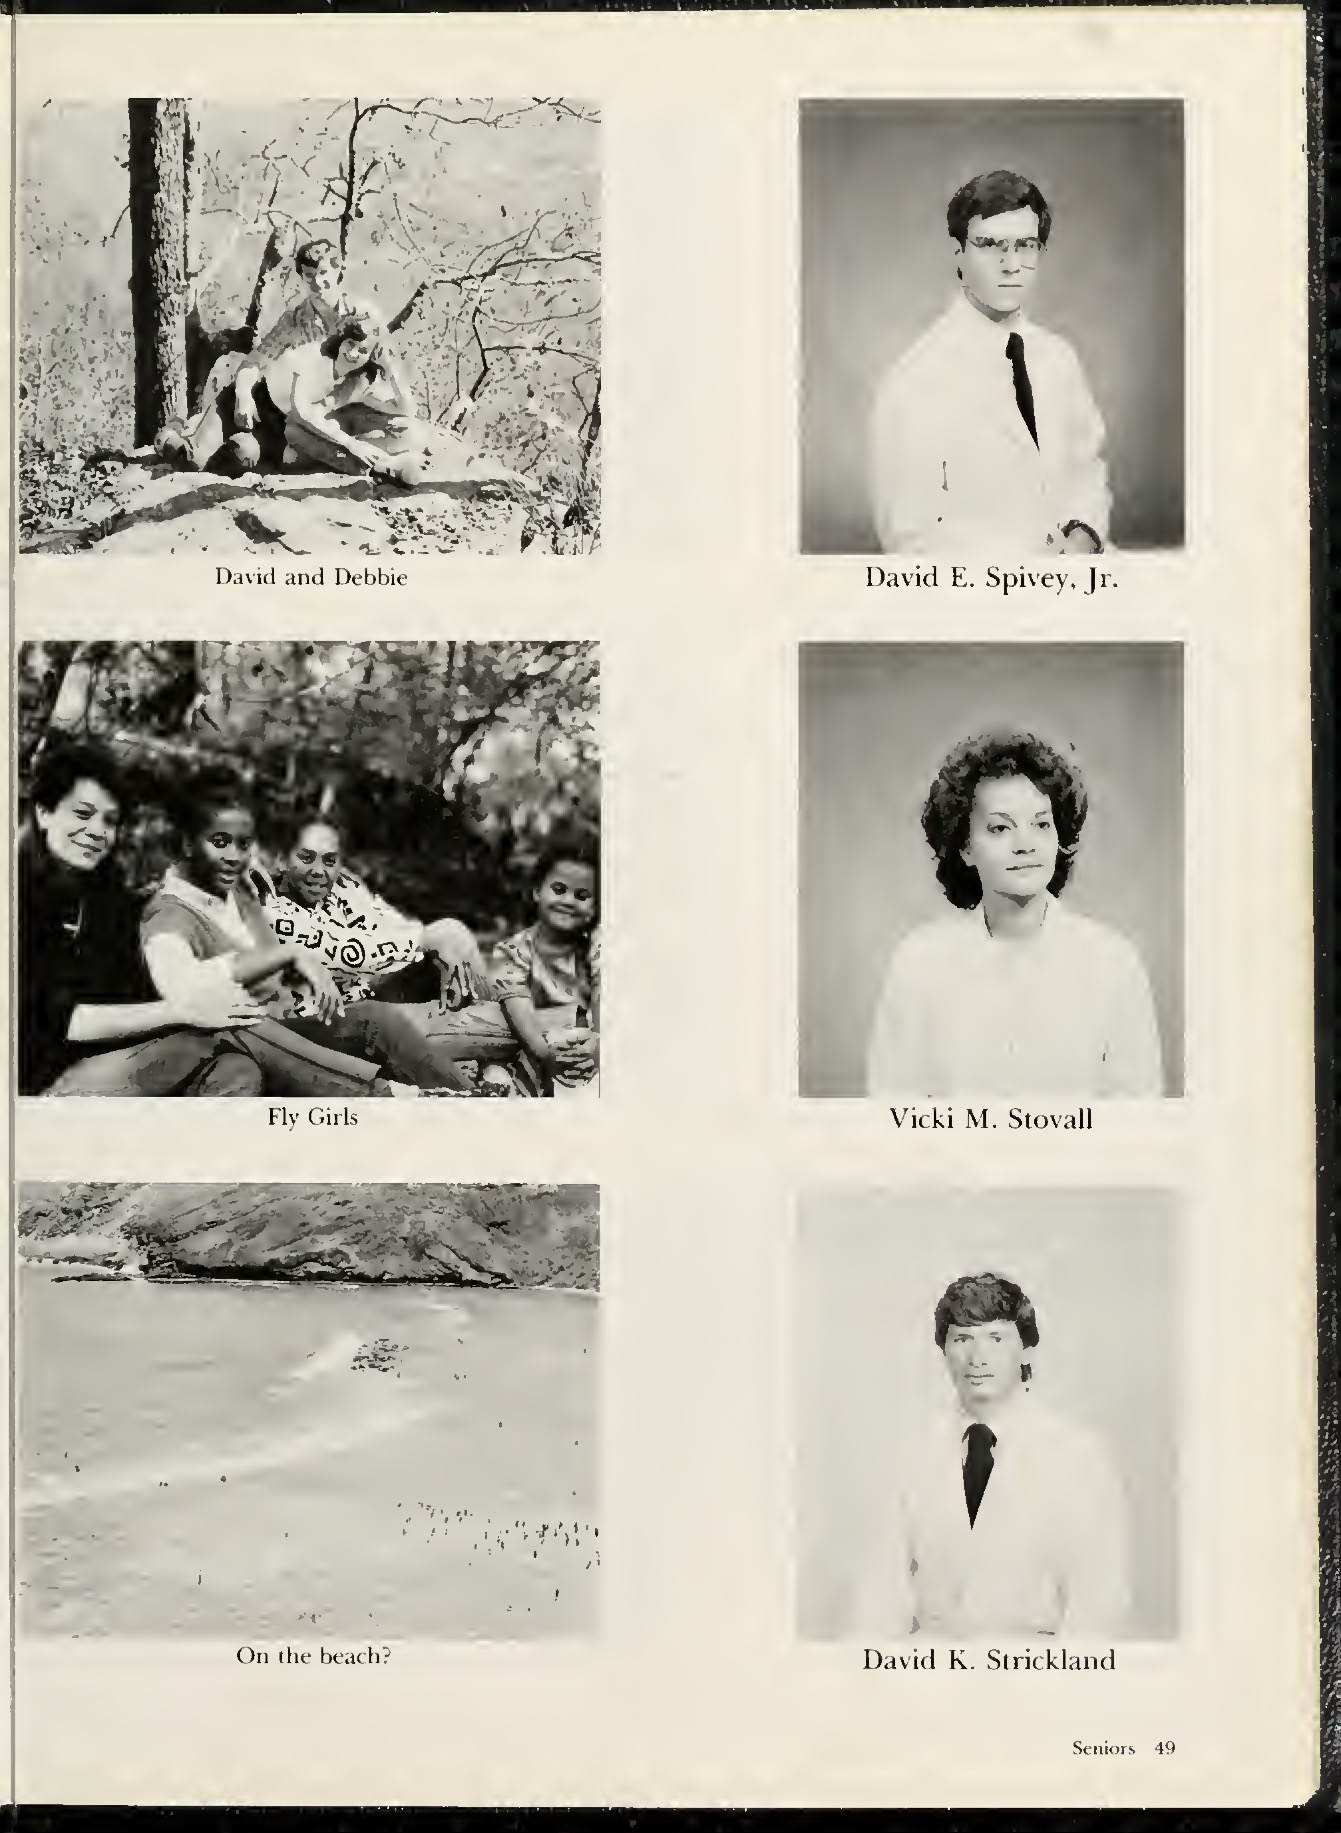 David and Debbie
David E. Spivey, Jr.
Fly Girls
Vicki M. Stovall
On the beach?
David K. Strickland
Seniors 49